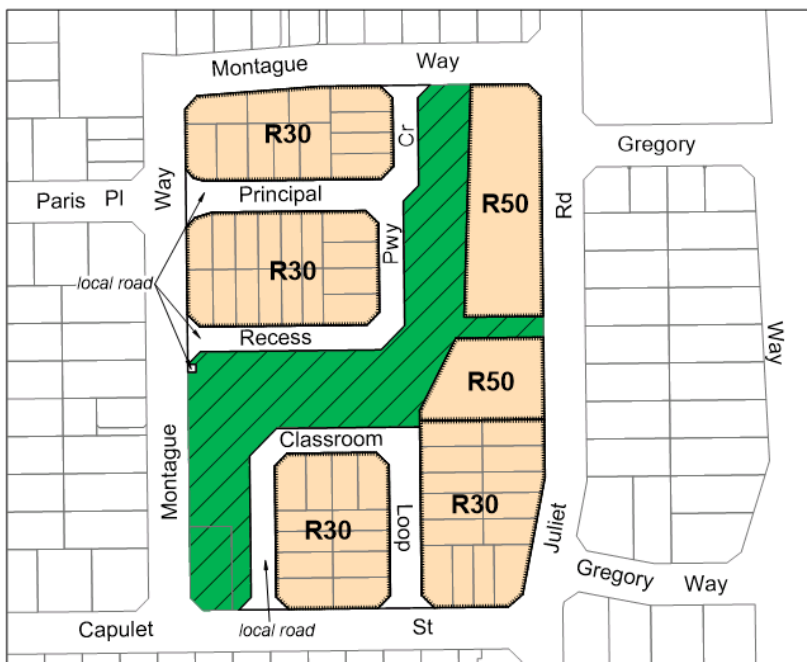 Montague Way
R30
Cr
Gregory
Principal
Paris Pl
Way
R50
Rd
R30
Pwy
local road
Recess
Way
R50
Classroom
Montague
R30
R30
Loop
Juliet
Gregory Way
Capulet St
local road